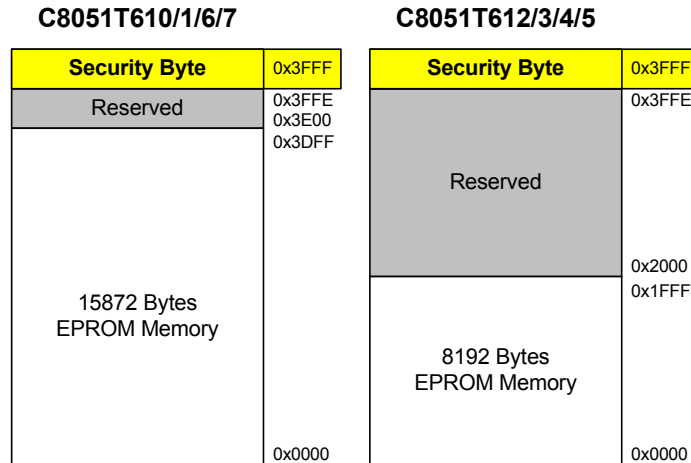 C8051T610/1/6/7
Security Byte
0x3FFF
Reserved
0x3FFE
0x3E00
0x3DFF
15872 Bytes
EPROM Memory
0x0000
C8051T612/3/4/5
Security Byte
0x3FFF
0x3FFE
Reserved
0x2000
0x1FFF
8192 Bytes
EPROM Memory
0x0000